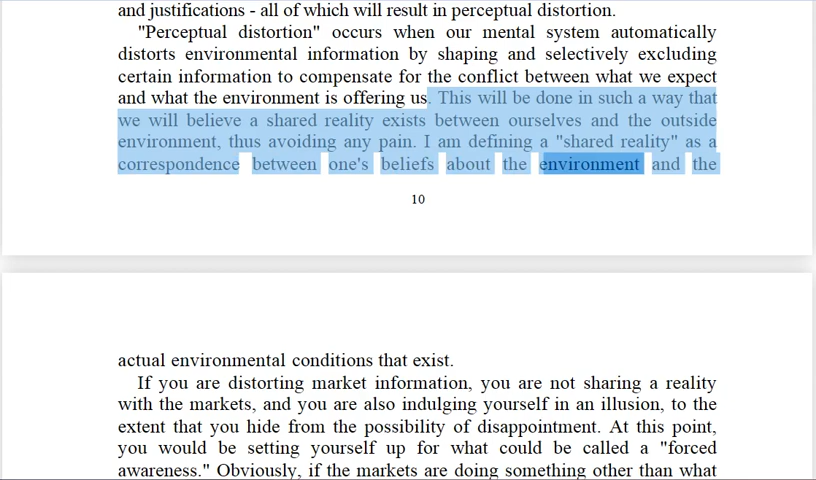 and justifications - all of which will result in perceptual distortion.
"Perceptual distortion" occurs when our mental system automatically
distorts environmental information by shaping and selectively excluding
certain information to compensate for the conflict between what we expect
and what the environment is offering us. This will be done in such a way that
we will believe a shared reality exists between ourselves and the outside
environment, thus avoiding any pain. I am defining a "shared reality" as a
correspondence between one's beliefs about the environment and the
10
actual environmental conditions that exist.
If you are distorting market information, you are not sharing a reality
with the markets, and you are also indulging yourself in an illusion, to the
extent that you hide from the possibility of disappointment. At this point,
you would be setting yourself up for what could be called a "forced
awareness." Obviously, if the markets are doing something other than what